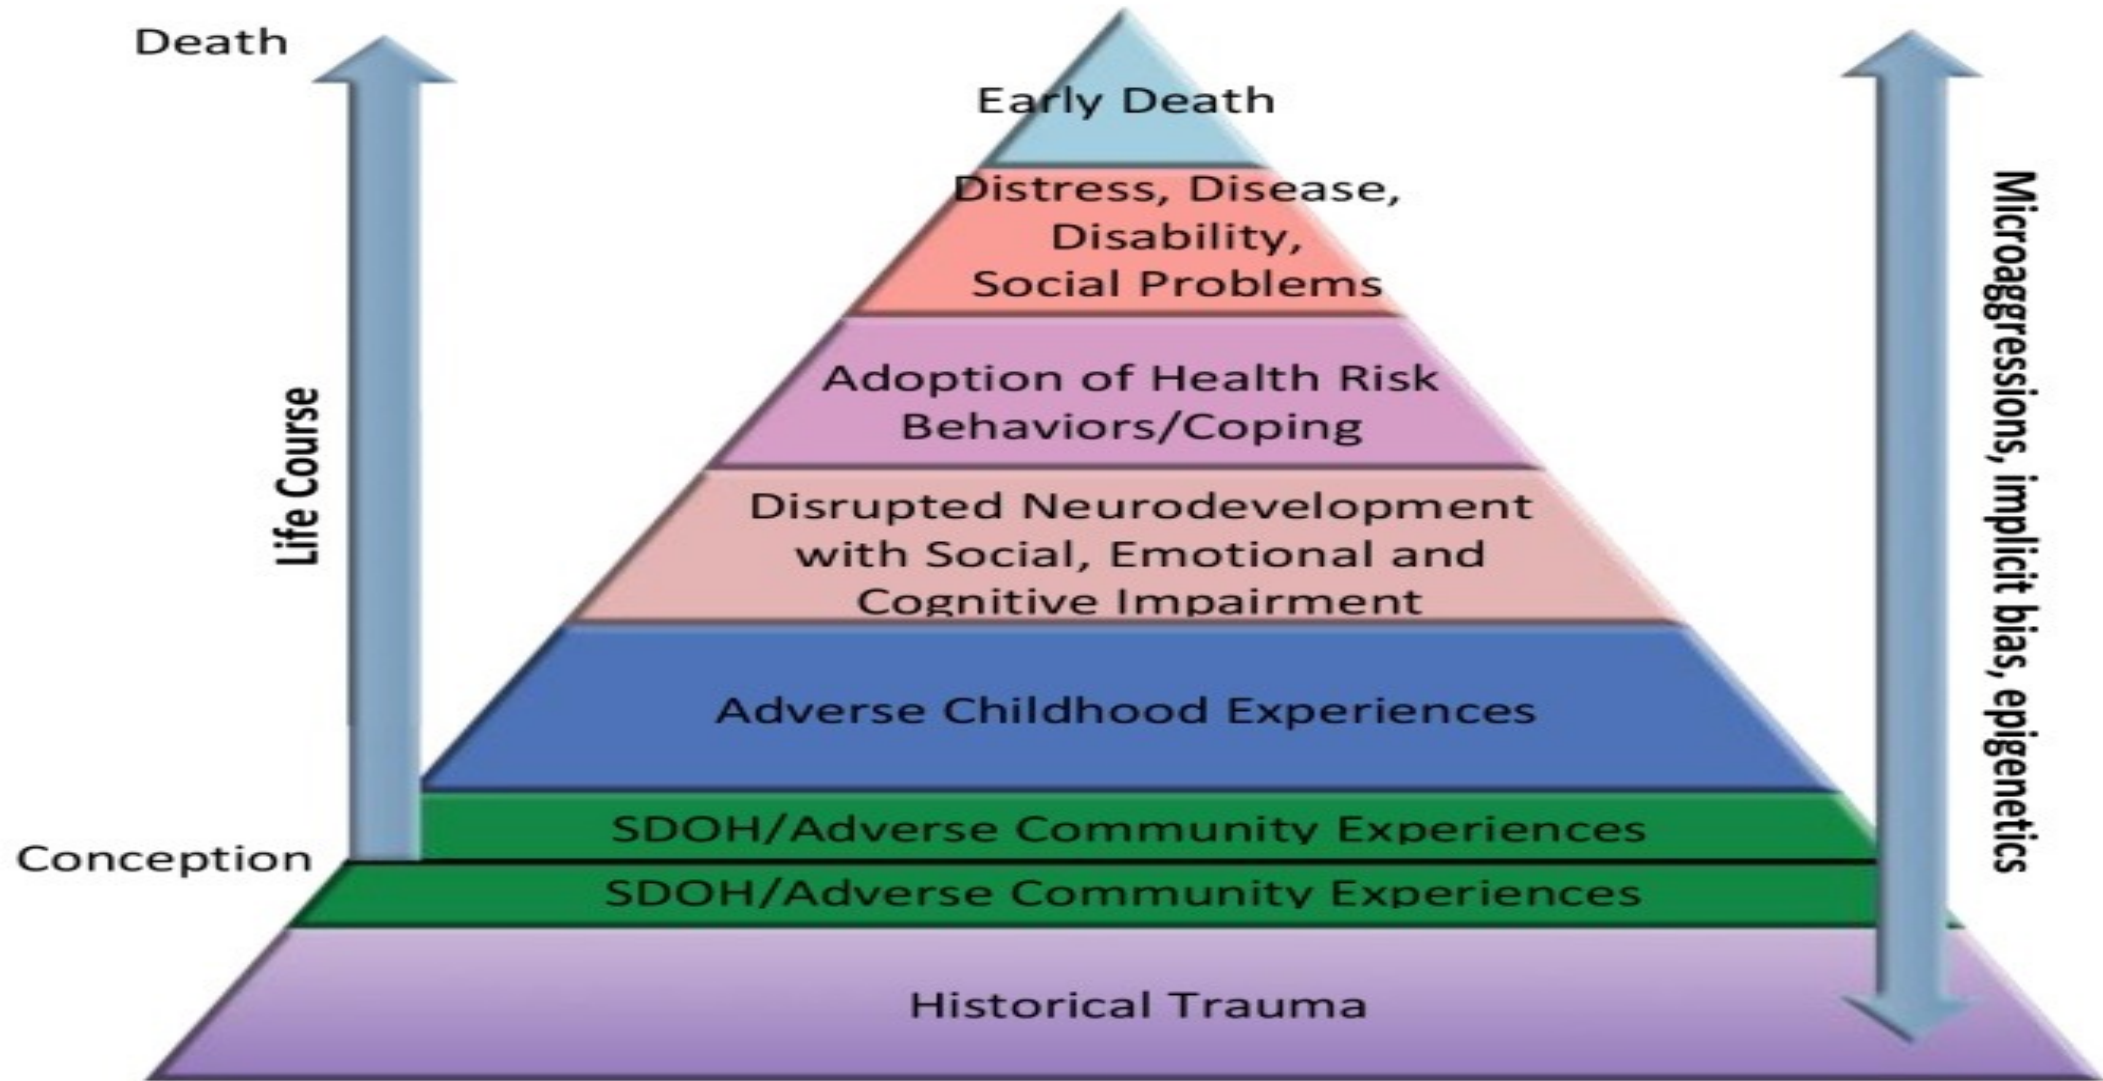 Death
Early Death
Distress, Disease,
Disability,
Social Problems
Adoption of Health Risk
Behaviors/Coping
Disrupted Neurodevelopment
with Social, Emotional and
Cognitive Impairment
Adverse Childhood Experiences
SDOH/Adverse Community Experiences
Conception
SDOH/Adverse Community Experiences
Historical Trauma
Life Course
Microaggressions, implicit bias, epigenetics